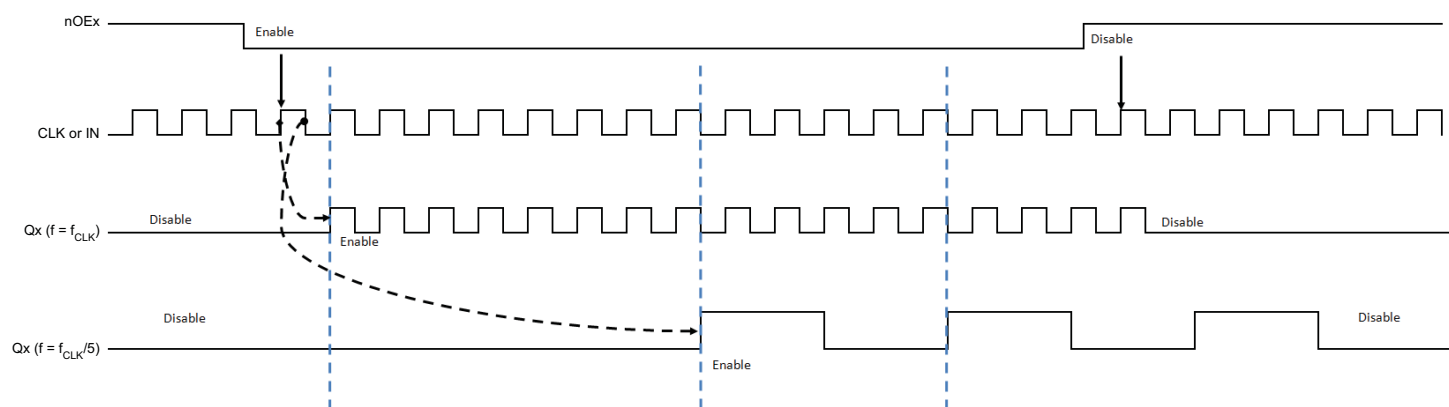 nOEx
Enable
Disable
CLK or IN
Disable
Qx (f = fCLK)
Enable
Disable
Disable
Disable
Qx (f = fCLK/5)
Enable